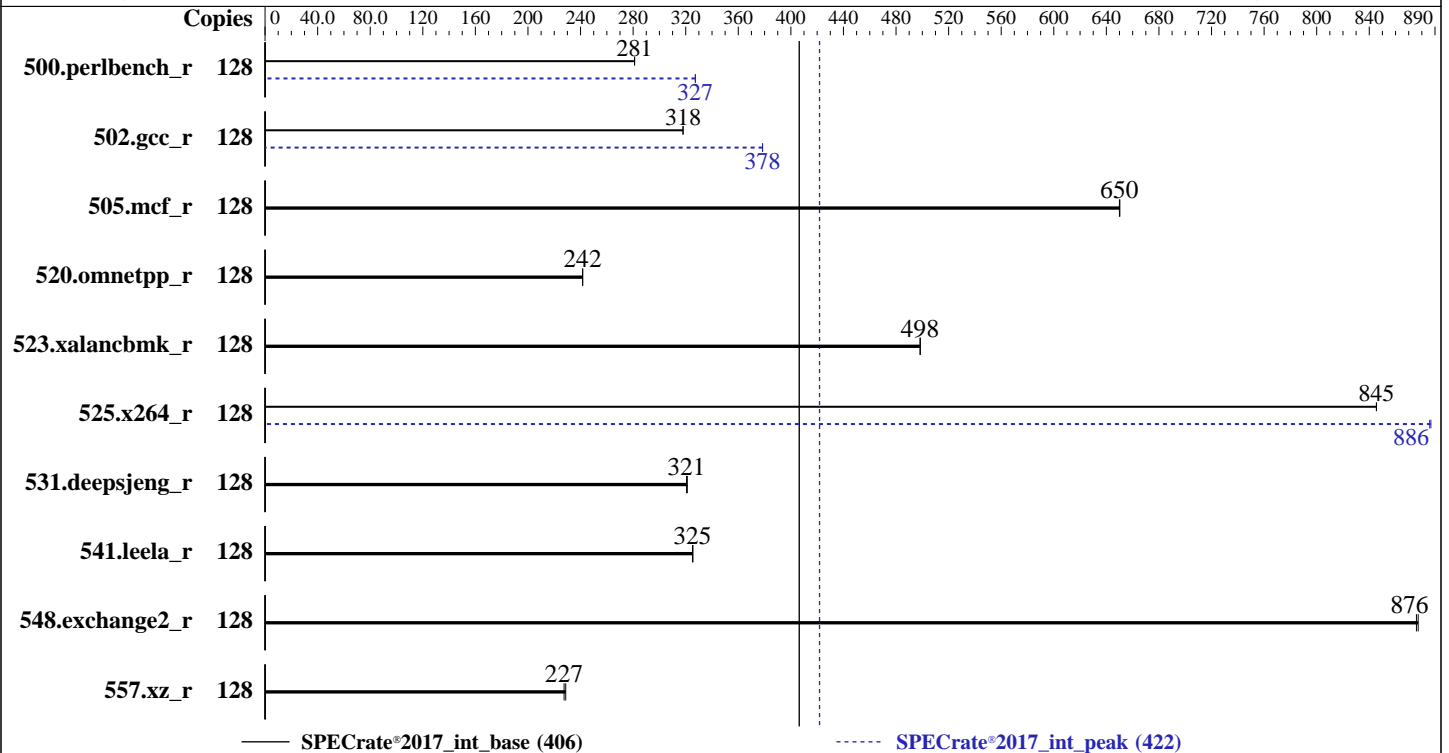 Copies 0 40.0 80.0 120 160 200 240 280 320 360 400 440 480 520 560 600 640 680 720 760 800 840 890
281
500.perlbench_r 128
327
318
502.gcc_r 128
378
650
505.mcf_r 128
242
520.omnetpp_r 128
498
523.xalancbmk_r 128
845
525.x264_r 128
886
321
531.deepsjeng_r 128
325
541.leela_r 128
876
548.exchange2_r 128
227
557.xz_r 128
SPECrate®2017_int_base (406) SPECrate®2017_int_peak (422)